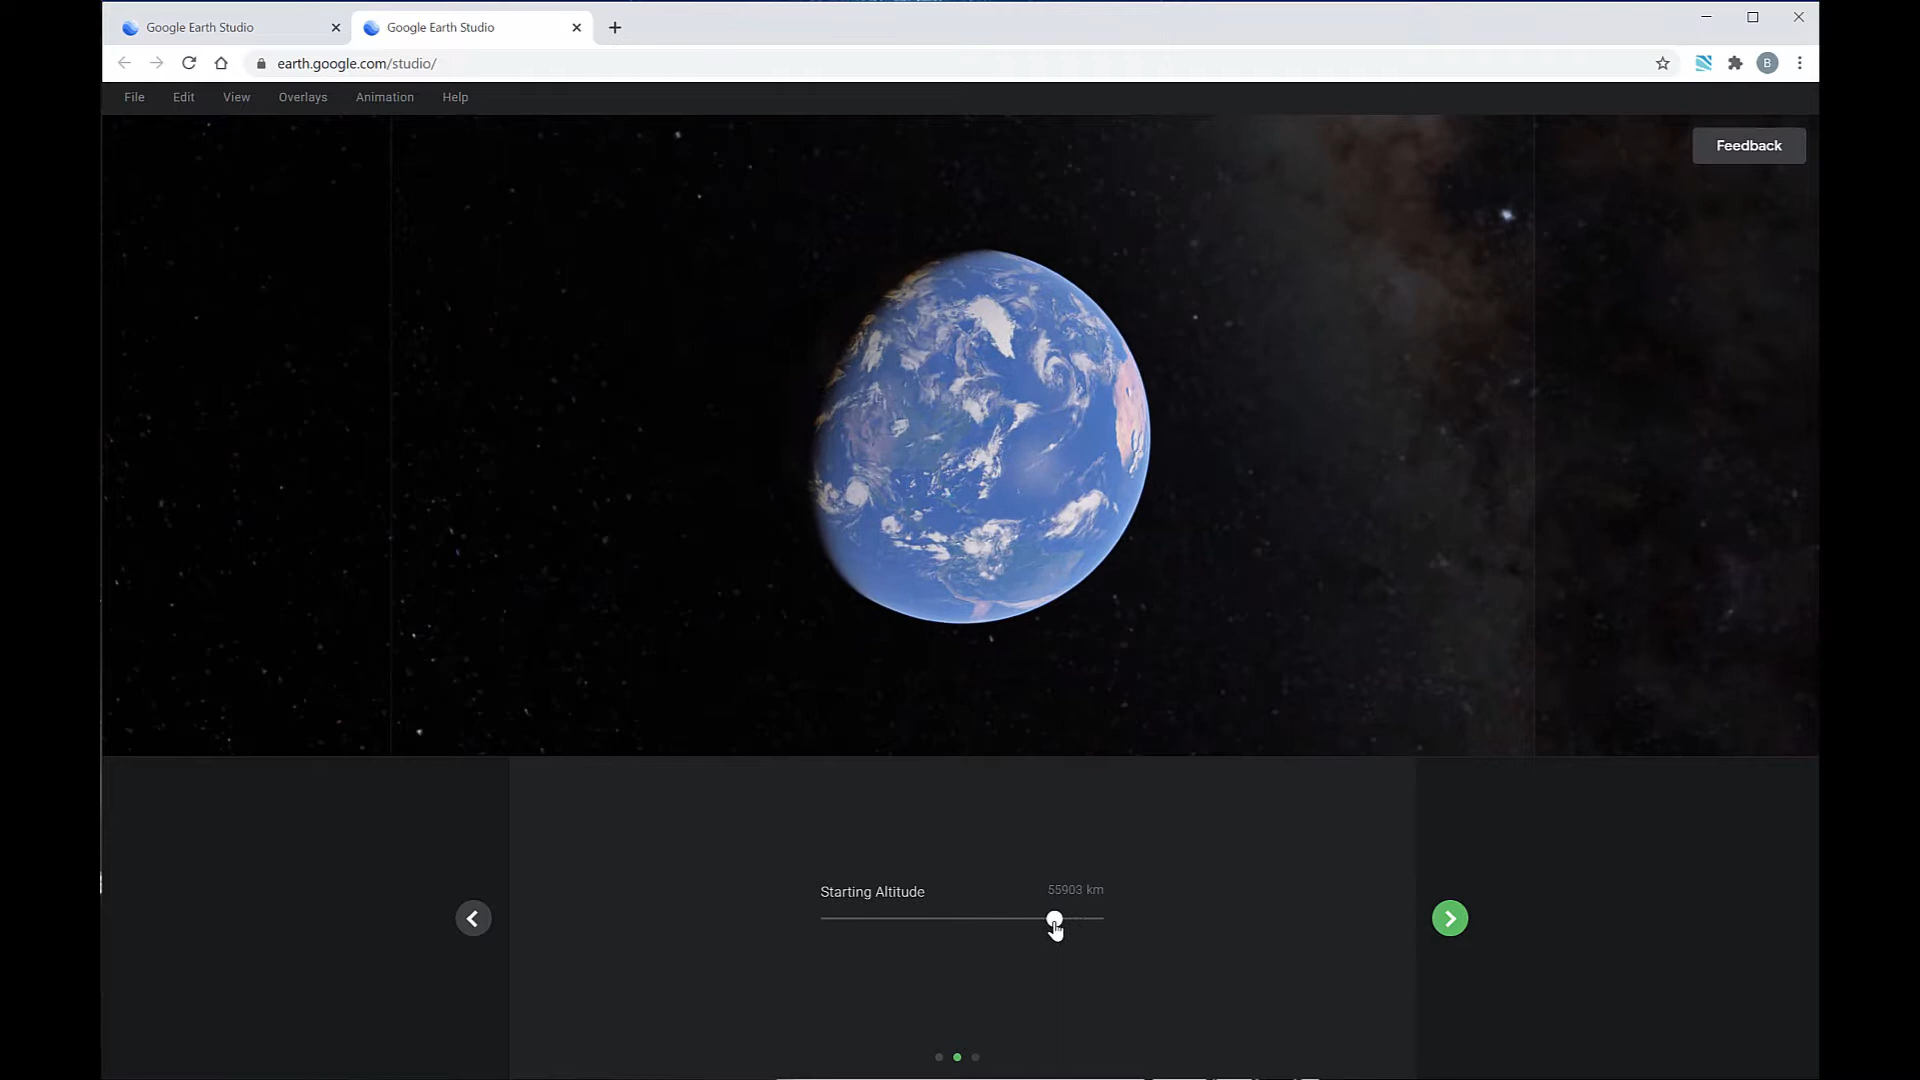 Google Earth Studio
Google Earth Studio
earth.google.com/studio/
B
File Edit View Overlays Animation Help
Feedback
Starting Altitude 55903 km